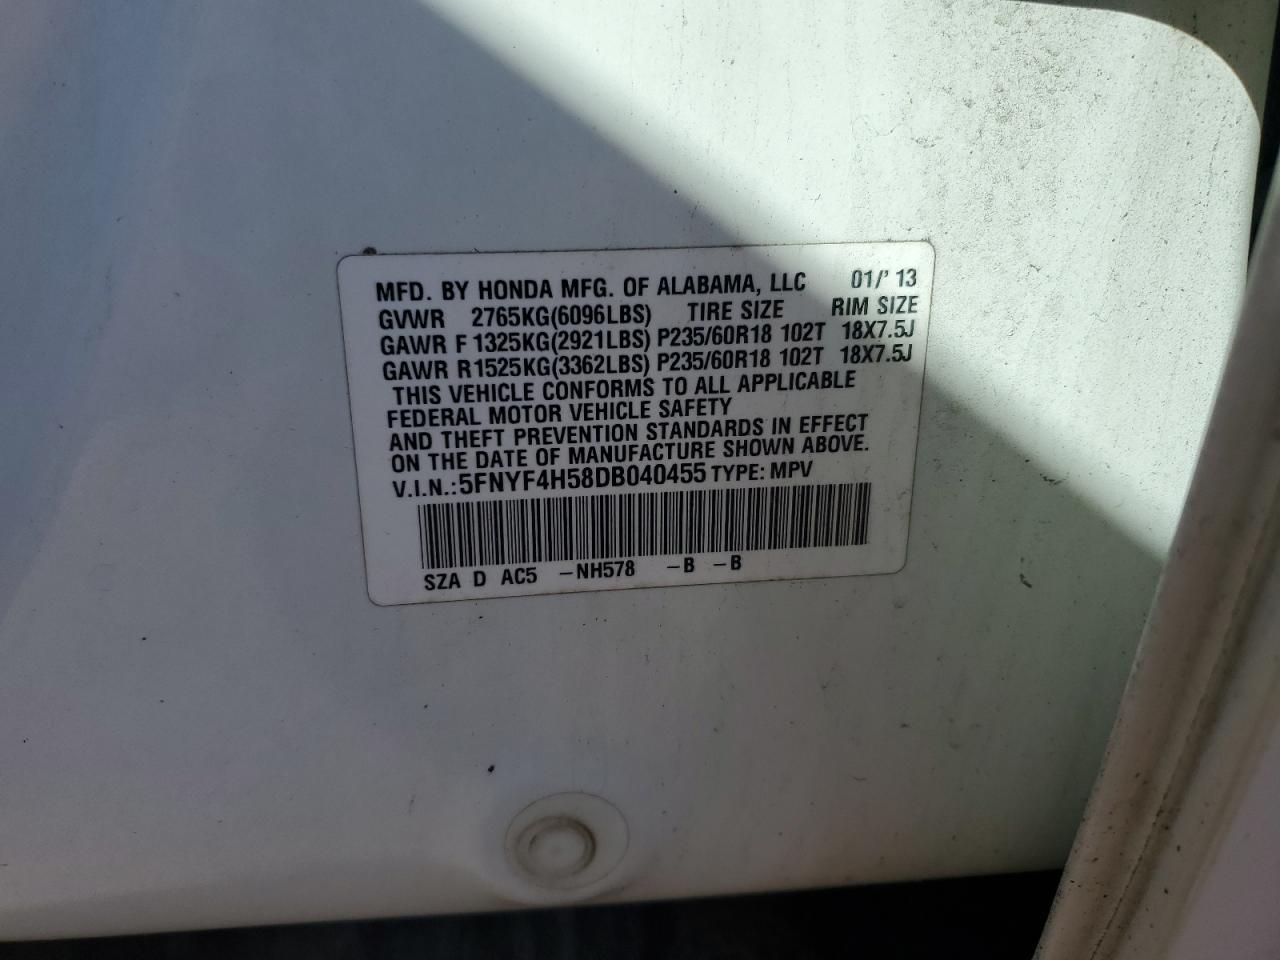 MFD. BY HONDA MFG. OF ALABAMA, LLC 01/' 13
GVWR 2765KG(6096LBS) TIRE SIZE RIM SIZE
GAWR F 1325KG(2921LBS) P235/60R18 102T 18X7.5J
GAWR R1525KG(3362LBS) P235/60R18 102T 18X7.5J
THIS VEHICLE CONFORMS TO ALL APPLICABLE
FEDERAL MOTOR VEHICLE SAFETY
AND THEFT PREVENTION STANDARDS IN EFFECT
ON THE DATE OF MANUFACTURE SHOWN ABOVE.
V.I.N.:5FNYF4H58DB040455 TYPE: MPV
SZA D AC5 -NH578 -B -B